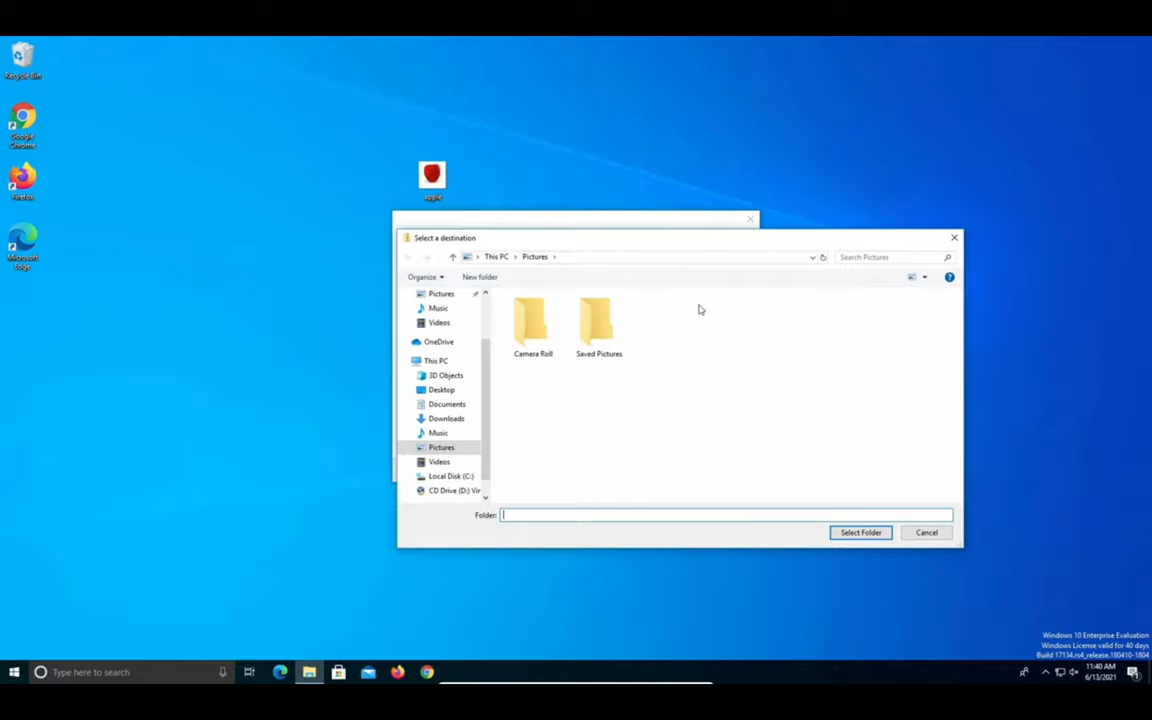 Recycle Bin
Google
Chrome
Firefox
Microsoft
Edge
apple
Select a destination
This PC
Pictures
Search Pictures
Organize
New folder
Pictures
Music
Videos
OneDrive
This PC
3D Objects
Desktop
Documents
Downloads
Music
Pictures
Videos
Local Disk (C:)
CD Drive (D:) Vir
Camera Roll
Saved Pictures
Folder:
Select Folder
Cancel
Windows 10 Enterprise Evaluation
Windows License valid for 40 days
Build 17134.rs4_release.180410-1804
Type here to search
11:40 AM
6/13/2021